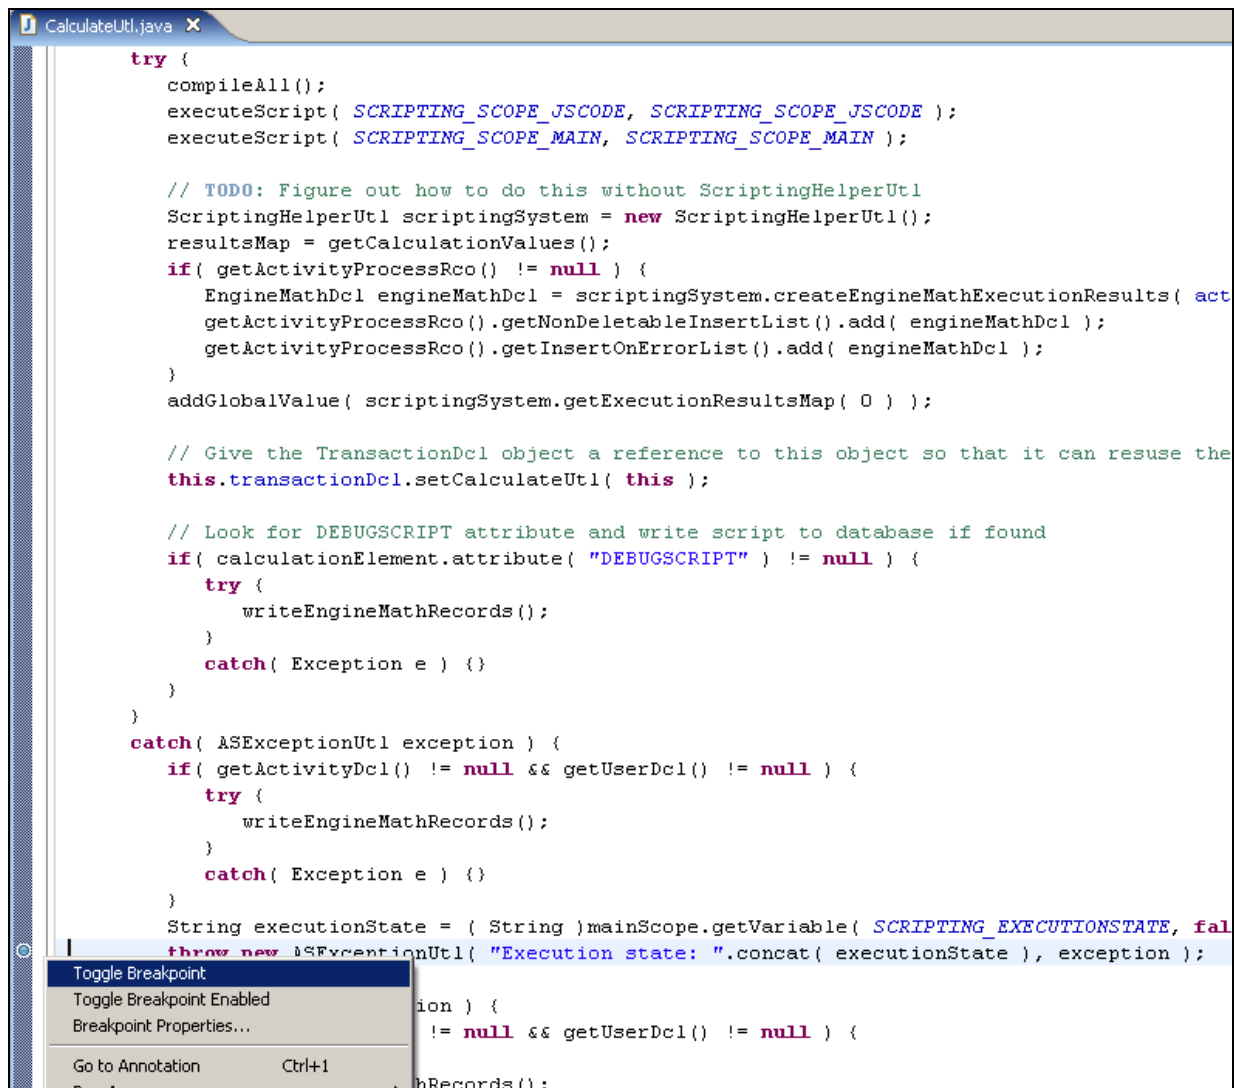 CalculateUtl.java
try {
compileAll();
executeScript( SCRIPTING_SCOPE_JSCODE, SCRIPTING_SCOPE_JSCODE );
executeScript( SCRIPTING_SCOPE_MAIN, SCRIPTING_SCOPE_MAIN );
// TODO: Figure out how to do this without ScriptingHelperUtl
ScriptingHelperUtl scriptingSystem = new ScriptingHelperUtl();
resultsMap = getCalculationValues();
if( getActivityProcessRco() != null ) {
EngineMathDcl engineMathDcl = scriptingSystem.createEngineMathExecutionResults( act
getActivityProcessRco().getNonDeletableInsertList().add( engineMathDcl );
getActivityProcessRco().getInsertOnErrorList().add( engineMathDcl );
}
addGlobalValue( scriptingSystem.getExecutionResultsMap( 0 ) );
// Give the TransactionDcl object a reference to this object so that it can resuse the
this.transactionDcl.setCalculateUtl( this );
// Look for DEBUGSCRIPT attribute and write script to database if found
if( calculationElement.attribute( "DEBUGSCRIPT" ) != null ) {
try {
writeEngineMathRecords();
}
catch( Exception e ) {}
}
}
catch( ASExceptionUtl exception ) {
if( getActivityDcl() != null && getUserDcl() != null ) {
try {
writeEngineMathRecords();
}
catch( Exception e ) {}
}
String executionState = ( String )mainScope.getVariable( SCRIPTING_EXECUTIONSTATE, fal
throw new ASExceptionUtl( "Execution state: ".concat( executionState ), exception );
Toggle Breakpoint
Toggle Breakpoint Enabled
ion ) {
Breakpoint Properties...
!= null && getUserDcl() != null ) {
Go to Annotation Ctrl+1
hRecords();